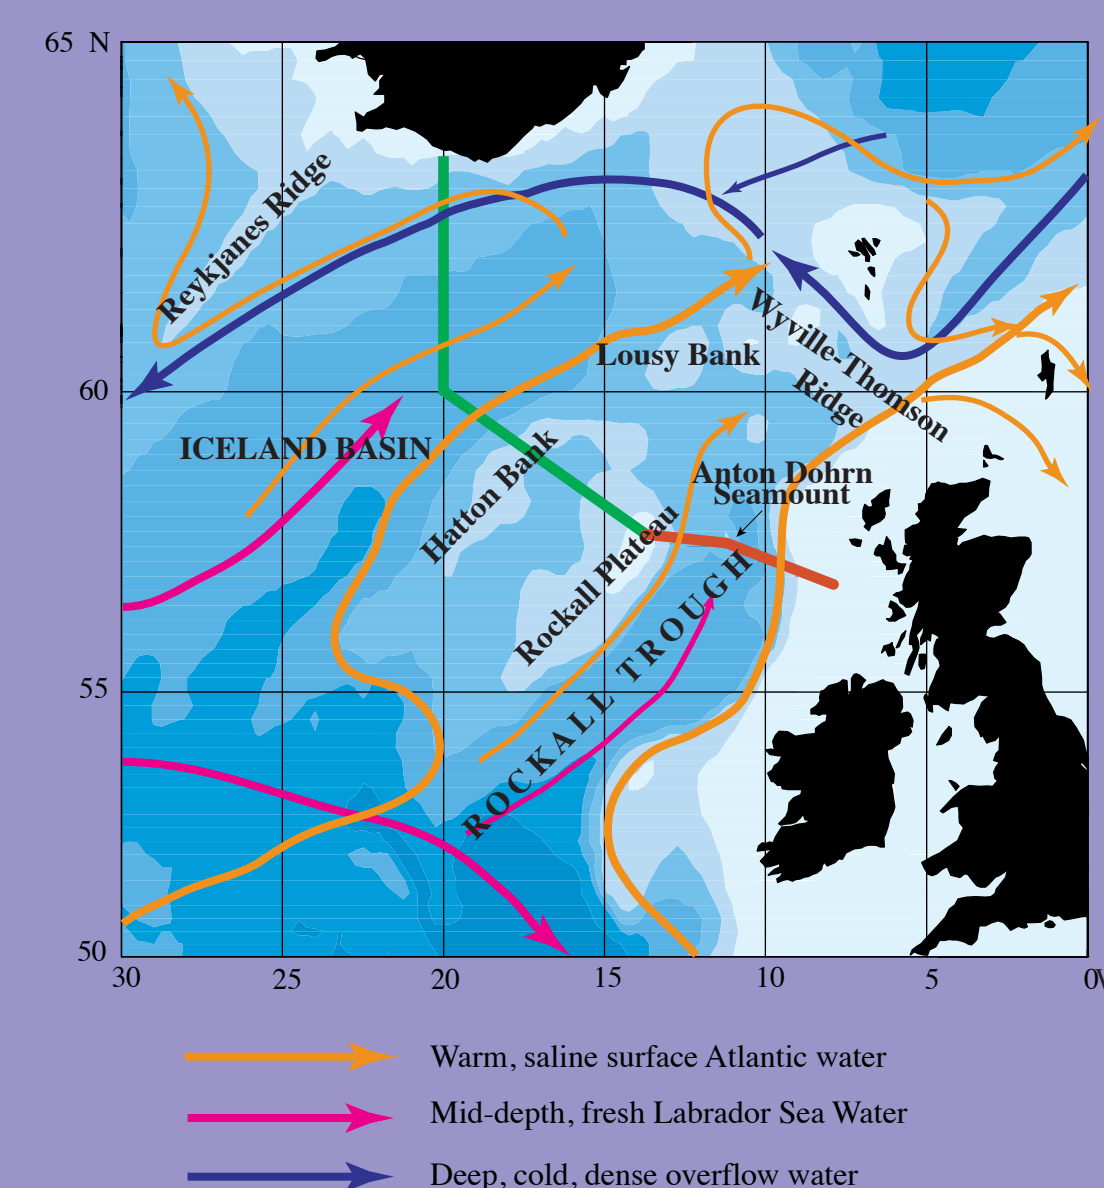 65 N
Reykjanes Ridge
Wyville-Thomson
Ridge
Lousy Bank
60
ICELAND BASIN
Hatton Bank
Anton Dohrn
Seamount
Rockall Plateau
ROCKALL TROUGH
55
50
30 25 20 15 10 5 0
Warm, saline surface Atlantic water
Mid-depth, fresh Labrador Sea Water
Deep, cold, dense overflow water